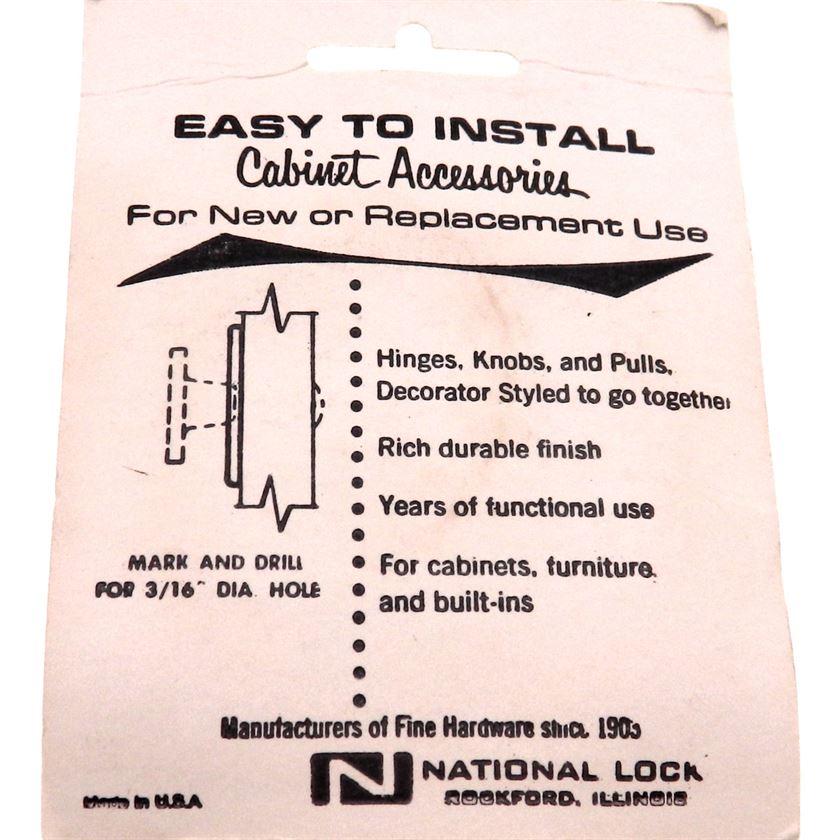 EASY TO INSTALL
Cabinet Accessories
For New or Replacement Use
Hinges, Knobs, and Pulls,
Decorator Styled to go together
Rich durable finish
Years of functional use
For cabinets, furniture
and built-ins
MARK AND DRILL
FOR 3/16" DIA. HOLE
Manufacturers of Fine Hardware since 1903
N NATIONAL LOCK
ROCKFORD, ILLINOIS
Made in U.S.A